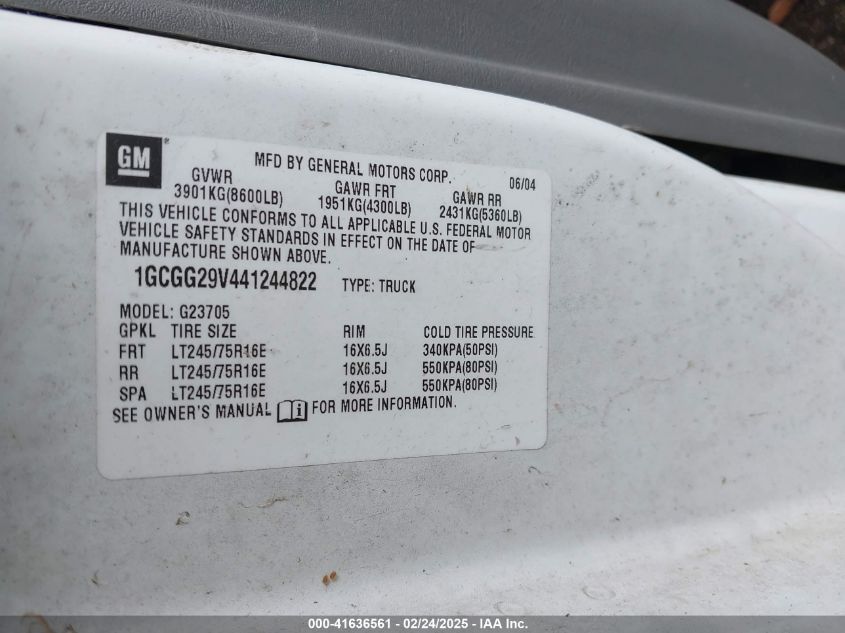 GM
MFD BY GENERAL MOTORS CORP. 06/04
GVWR GAWR FRT GAWR RR
3901KG(8600LB) 1951KG(4300LB) 2431KG(5360LB)
THIS VEHICLE CONFORMS TO ALL APPLICABLE U.S. FEDERAL MOTOR
VEHICLE SAFETY STANDARDS IN EFFECT ON THE DATE OF
MANUFACTURE SHOWN ABOVE.
1GCGG29V441244822 TYPE: TRUCK
MODEL: G23705
GPKL TIRE SIZE RIM COLD TIRE PRESSURE
FRT LT245/75R16E 16X6.5J 340KPA(50PSI)
RR LT245/75R16E 16X6.5J 550KPA(80PSI)
SPA LT245/75R16E 16X6.5J 550KPA(80PSI)
SEE OWNER'S MANUAL FOR MORE INFORMATION.
000-41636561 - 02/24/2025 - IAA Inc.